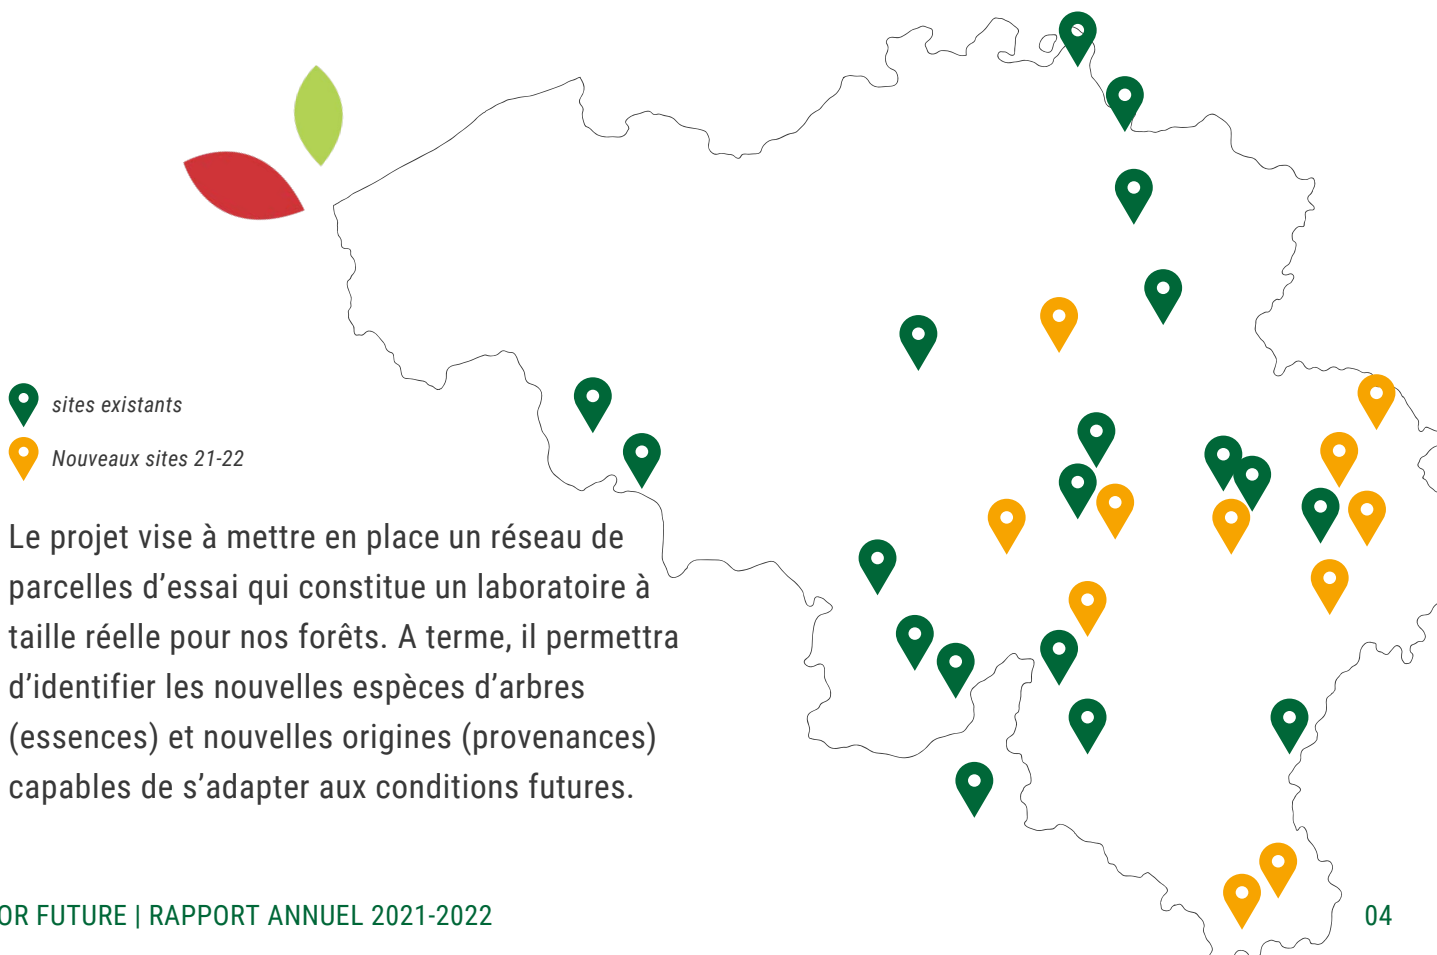 sites existants
Nouveaux sites 21-22
Le projet vise à mettre en place un réseau de
parcelles d'essai qui constitue un laboratoire à
taille réelle pour nos forêts. A terme, il permettra
d'identifier les nouvelles espèces d'arbres
(essences) et nouvelles origines (provenances)
capables de s'adapter aux conditions futures.
OR FUTURE | RAPPORT ANNUEL 2021-2022
04